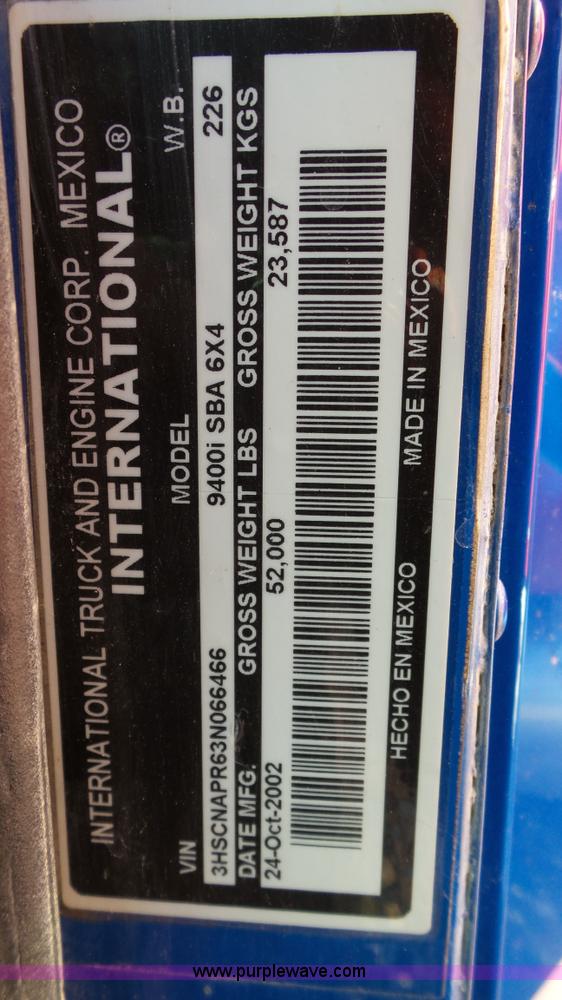 INTERNATIONAL TRUCK AND ENGINE CORP. MEXICO
INTERNATIONAL®
VIN MODEL W.B.
3HSCNAPR63N066466 9400i SBA 6X4 226
DATE MFG. GROSS WEIGHT LBS GROSS WEIGHT KGS
24-Oct-2002 52,000 23,587
HECHO EN MEXICO MADE IN MEXICO
www.purplewave.com